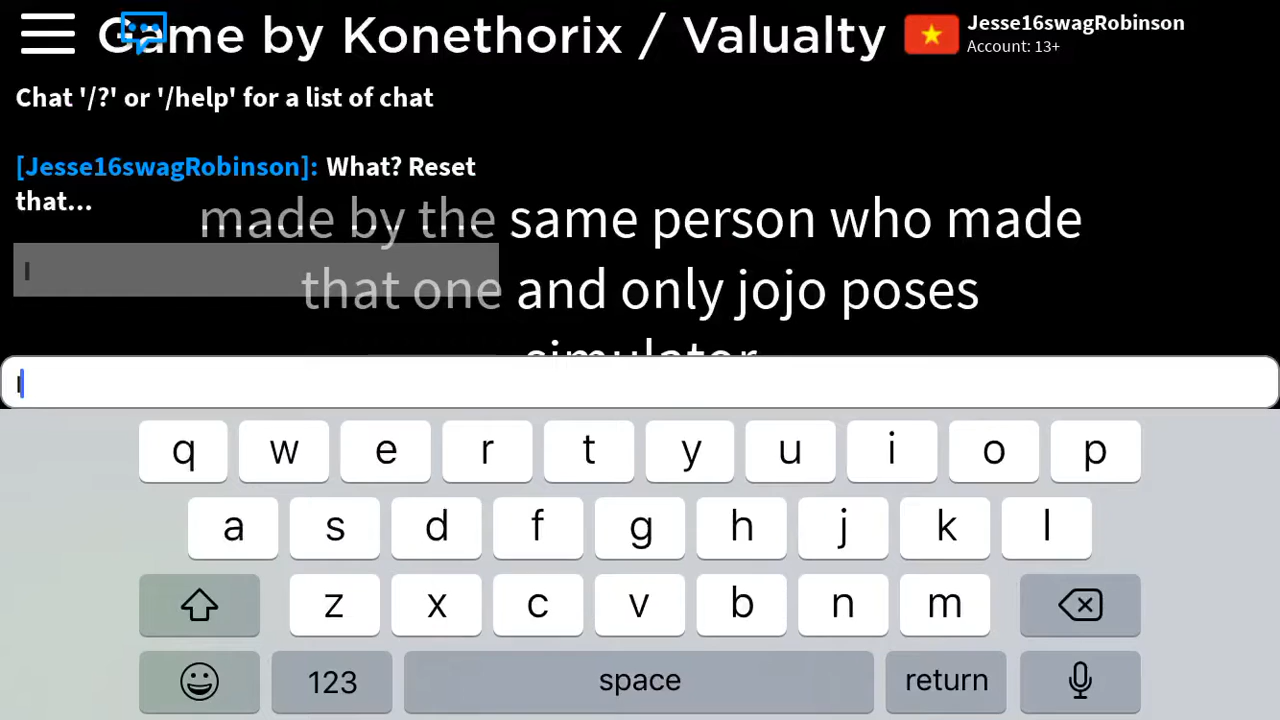 Game by Konethorix / Valualty
Jesse16swagRobinson
Account: 13+
Chat '/?' or '/help' for a list of chat
[Jesse16swagRobinson]: What? Reset
that...
made by the same person who made
that one and only jojo poses
simulator
I
I
q w e r t y u i o p
a s d f g h j k l
z x c v b n m
123 space return